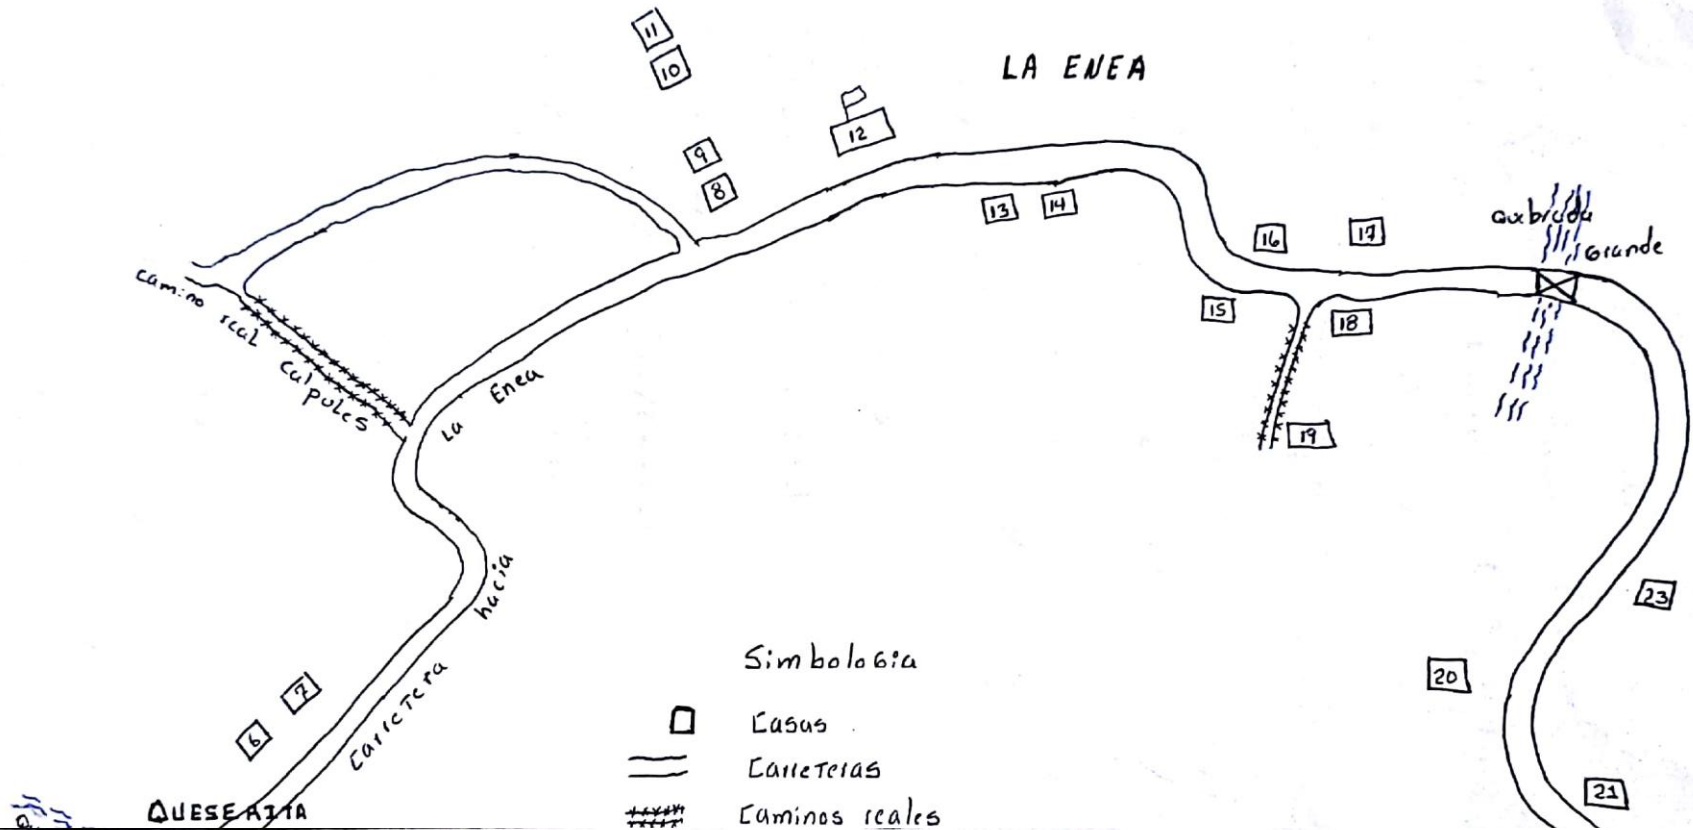 11
10
LA ENEA
12
9
8
13
14
16
17
Quebrada
Grande
camino real calpules
15
18
Carretera hacia La Enea
19
23
20
7
6
21
Simbologia
Casas
Carreteras
Caminos reales
QUESERITA
Q